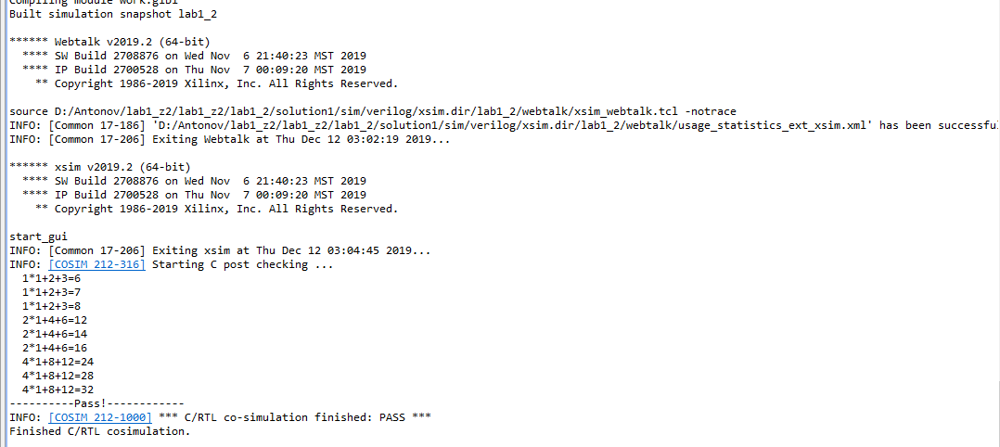 Compiling module work.glbl
Built simulation snapshot lab1_2
****** Webtalk v2019.2 (64-bit)
**** SW Build 2708876 on Wed Nov  6 21:40:23 MST 2019
**** IP Build 2700528 on Thu Nov  7 00:09:20 MST 2019
** Copyright 1986-2019 Xilinx, Inc. All Rights Reserved.
source D:/Antonov/lab1_z2/lab1_z2/lab1_2/solution1/sim/verilog/xsim.dir/lab1_2/webtalk/xsim_webtalk.tcl -notrace
INFO: [Common 17-186] 'D:/Antonov/lab1_z2/lab1_z2/lab1_2/solution1/sim/verilog/xsim.dir/lab1_2/webtalk/usage_statistics_ext_xsim.xml' has been successful
INFO: [Common 17-206] Exiting Webtalk at Thu Dec 12 03:02:19 2019...
****** xsim v2019.2 (64-bit)
**** SW Build 2708876 on Wed Nov  6 21:40:23 MST 2019
**** IP Build 2700528 on Thu Nov  7 00:09:20 MST 2019
** Copyright 1986-2019 Xilinx, Inc. All Rights Reserved.
start_gui
INFO: [Common 17-206] Exiting xsim at Thu Dec 12 03:04:45 2019...
INFO: [COSIM 212-316] Starting C post checking ...
1*1+2+3=6
1*1+2+3=7
1*1+2+3=8
2*1+4+6=12
2*1+4+6=14
2*1+4+6=16
4*1+8+12=24
4*1+8+12=28
4*1+8+12=32
----------Pass!------------
INFO: [COSIM 212-1000] *** C/RTL co-simulation finished: PASS ***
Finished C/RTL cosimulation.